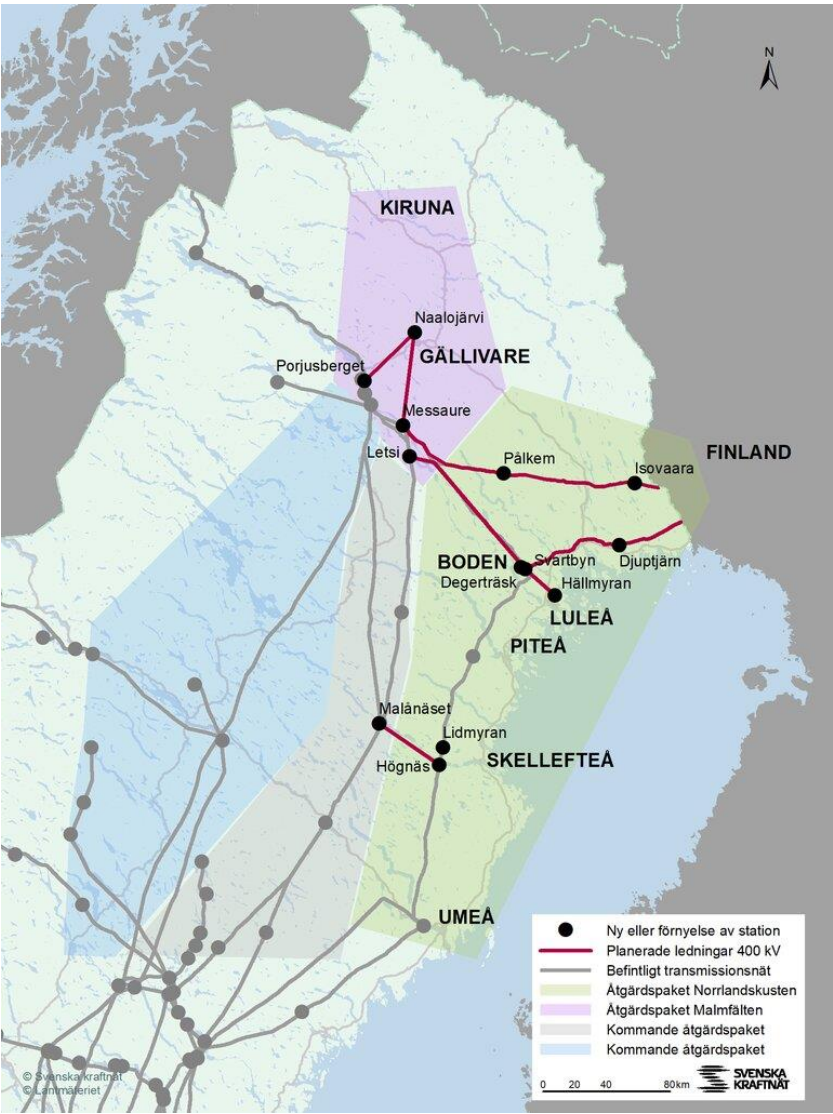 N
KIRUNA
Naalojärvi
GÄLLIVARE
Porjusberget
Messaure
Letsi
Pålkem
Isovaara
FINLAND
BODEN
Svartbyn
Djuptjärn
Degerträsk
Hällmyran
LULEÅ
PITEÅ
Malånäset
Lidmyran
Högnäs
SKELLEFTEÅ
UMEÅ
Ny eller förnyelse av station
Planerade ledningar 400 kV
Befintligt transmissionsnät
Åtgärdspaket Norrlandskusten
Åtgärdspaket Malmfälten
Kommande åtgärdspaket
Kommande åtgärdspaket
0 20 40 80km
SVENSKA
KRAFTNÄT
© Svenska kraftnät
© Lantmäteriet